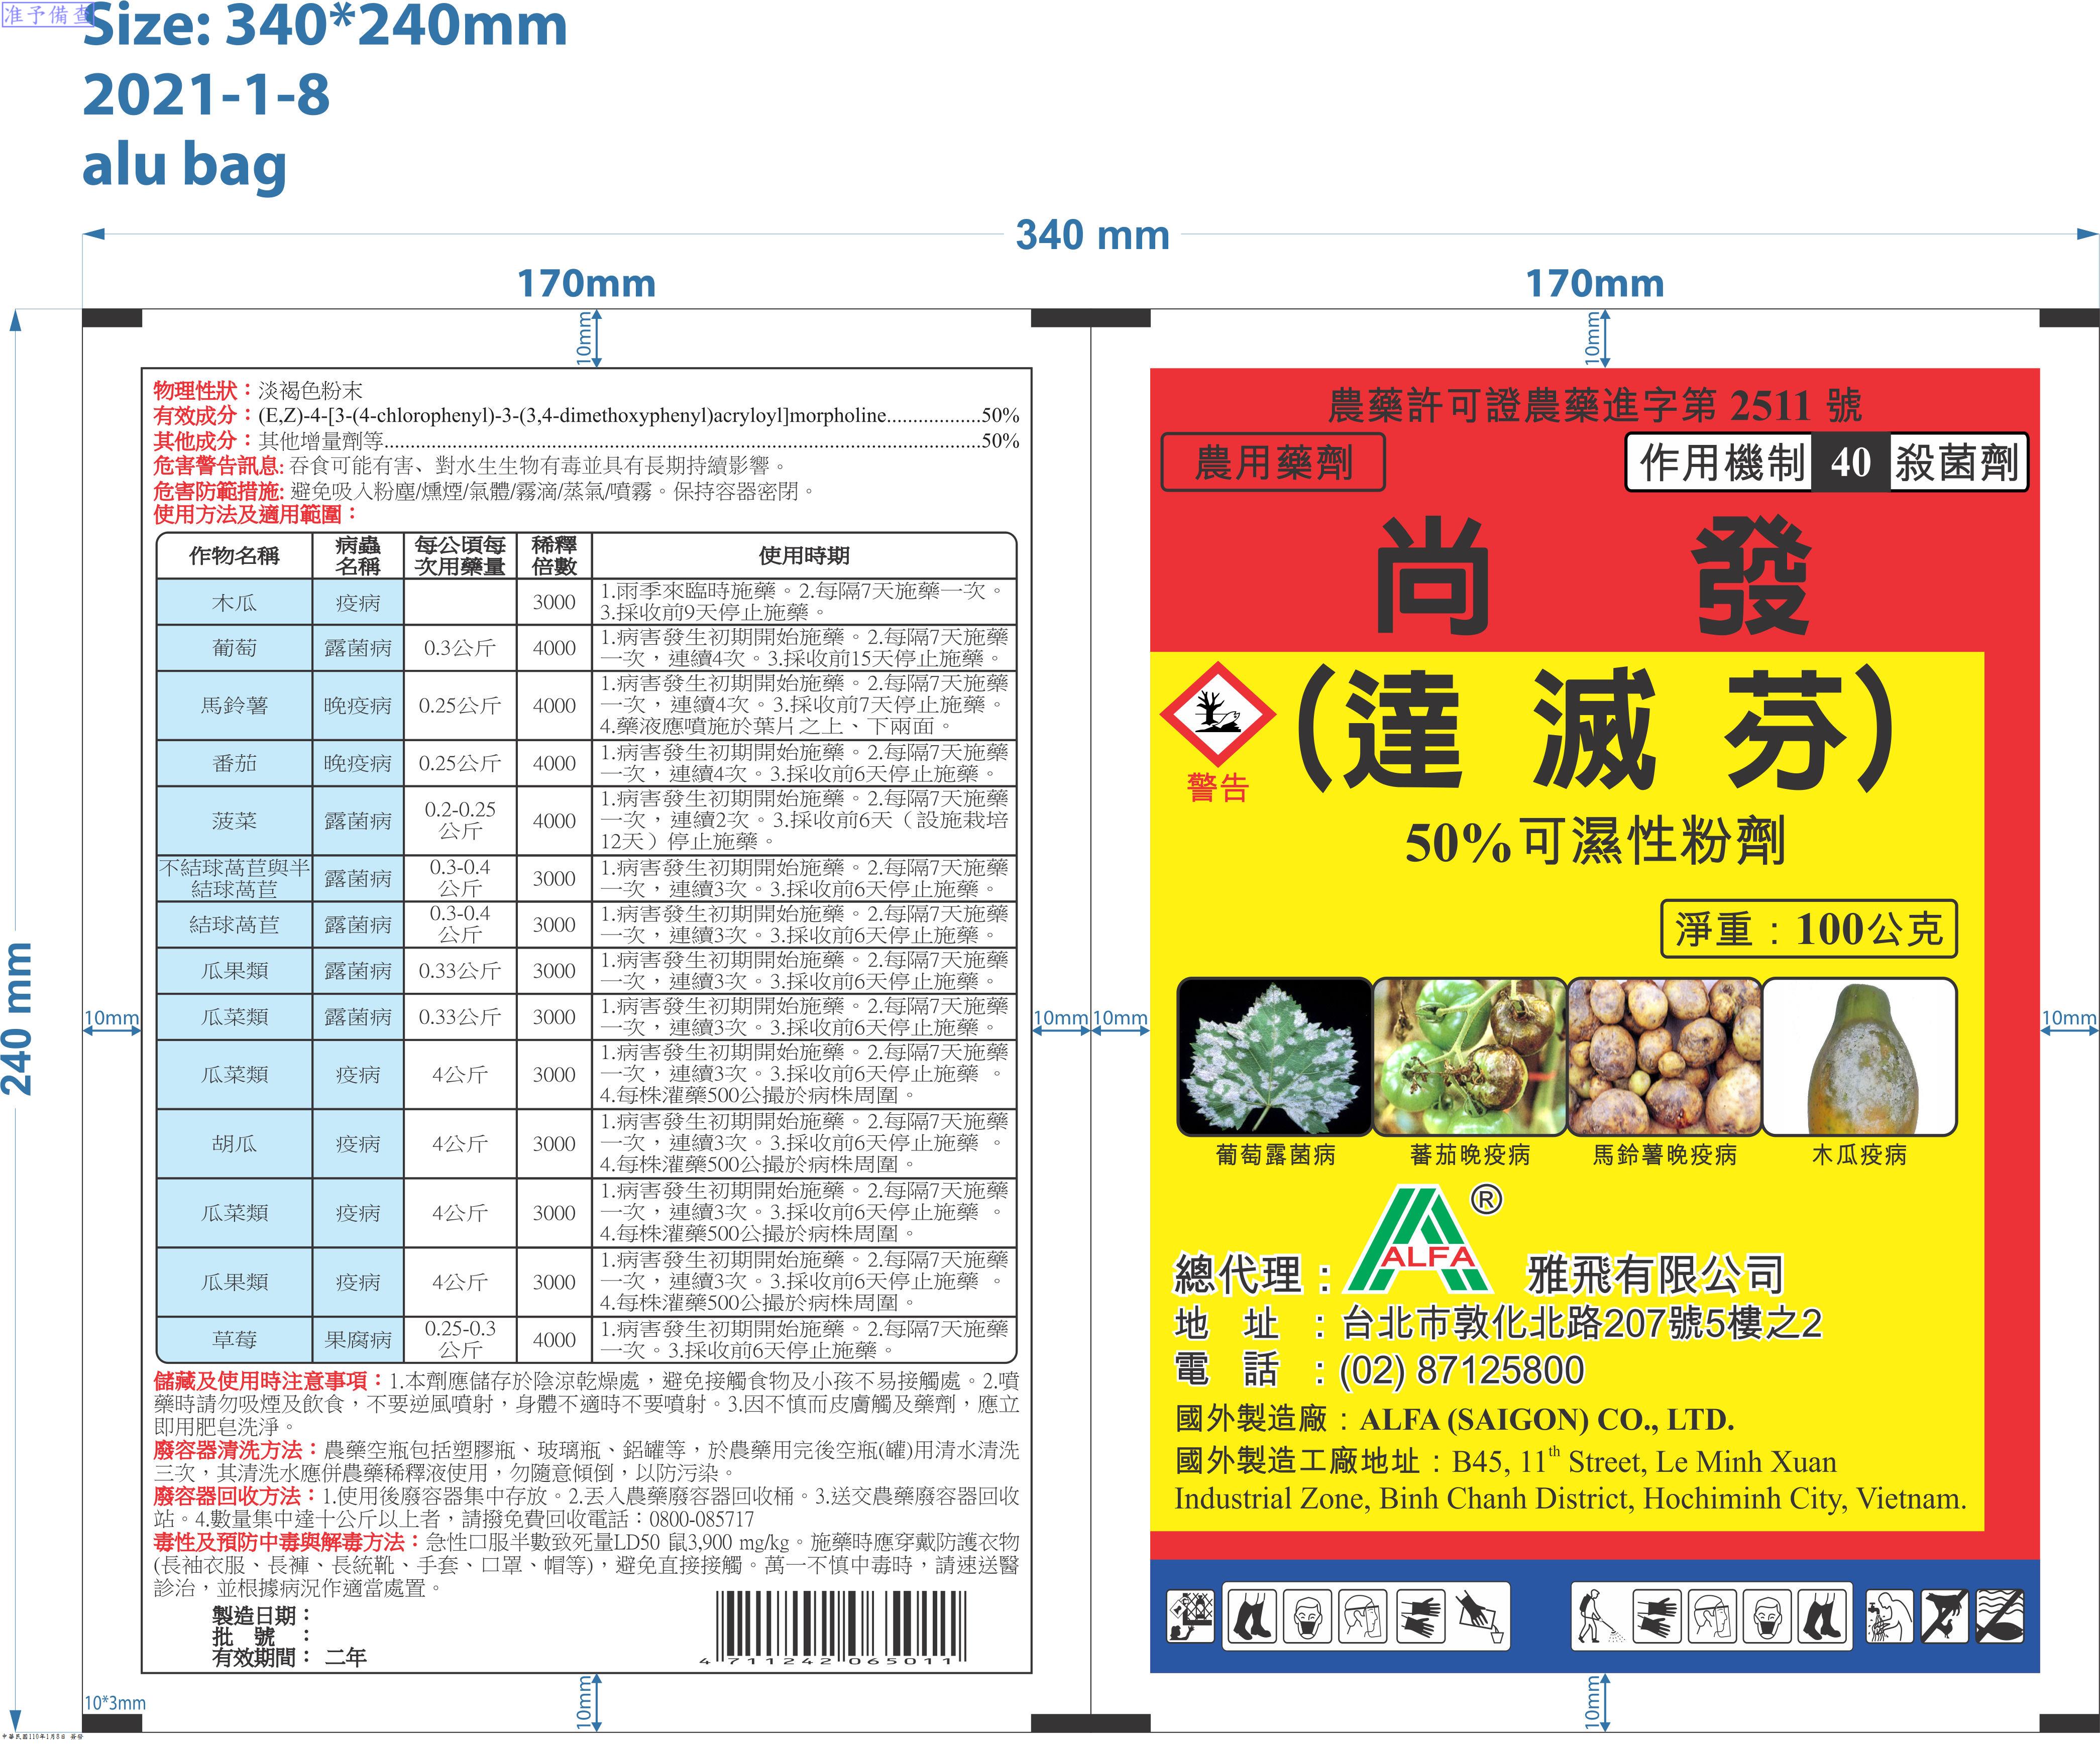 准予備查
Size: 340*240mm
2021-1-8
alu bag
340 mm
170mm
170mm
10mm
10mm
240 mm
物理性狀：淡褐色粉末
有效成分：(E,Z)-4-[3-(4-chlorophenyl)-3-(3,4-dimethoxyphenyl)acryloyl]morpholine..................50%
其他成分：其他增量劑等..................................................................................................................50%
危害警告訊息: 吞食可能有害、對水生生物有毒並具有長期持續影響。
危害防範措施: 避免吸入粉塵/燻煙/氣體/霧滴/蒸氣/噴霧。保持容器密閉。
使用方法及適用範圍：
作物名稱 病蟲名稱 每公頃每次用藥量 稀釋倍數 使用時期
木瓜 疫病 3000 1.雨季來臨時施藥。2.每隔7天施藥一次。
3.採收前9天停止施藥。
葡萄 露菌病 0.3公斤 4000 1.病害發生初期開始施藥。2.每隔7天施藥
一次，連續4次。3.採收前15天停止施藥。
馬鈴薯 晚疫病 0.25公斤 4000 1.病害發生初期開始施藥。2.每隔7天施藥
一次，連續4次。3.採收前7天停止施藥。
4.藥液應噴施於葉片之上、下兩面。
番茄 晚疫病 0.25公斤 4000 1.病害發生初期開始施藥。2.每隔7天施藥
一次，連續4次。3.採收前6天停止施藥。
菠菜 露菌病 0.2-0.25公斤 4000 1.病害發生初期開始施藥。2.每隔7天施藥
一次，連續2次。3.採收前6天（設施栽培
12天）停止施藥。
不結球萵苣與半結球萵苣 露菌病 0.3-0.4公斤 3000 1.病害發生初期開始施藥。2.每隔7天施藥
一次，連續3次。3.採收前6天停止施藥。
結球萵苣 露菌病 0.3-0.4公斤 3000 1.病害發生初期開始施藥。2.每隔7天施藥
一次，連續3次。3.採收前6天停止施藥。
瓜果類 露菌病 0.33公斤 3000 1.病害發生初期開始施藥。2.每隔7天施藥
一次，連續3次。3.採收前6天停止施藥。
瓜菜類 露菌病 0.33公斤 3000 1.病害發生初期開始施藥。2.每隔7天施藥
一次，連續3次。3.採收前6天停止施藥。
瓜菜類 疫病 4公斤 3000 1.病害發生初期開始施藥。2.每隔7天施藥
一次，連續3次。3.採收前6天停止施藥。
4.每株灌藥500公撮於病株周圍。
胡瓜 疫病 4公斤 3000 1.病害發生初期開始施藥。2.每隔7天施藥
一次，連續3次。3.採收前6天停止施藥。
4.每株灌藥500公撮於病株周圍。
瓜菜類 疫病 4公斤 3000 1.病害發生初期開始施藥。2.每隔7天施藥
一次，連續3次。3.採收前6天停止施藥。
4.每株灌藥500公撮於病株周圍。
瓜果類 疫病 4公斤 3000 1.病害發生初期開始施藥。2.每隔7天施藥
一次，連續3次。3.採收前6天停止施藥。
4.每株灌藥500公撮於病株周圍。
草莓 果腐病 0.25-0.3公斤 4000 1.病害發生初期開始施藥。2.每隔7天施藥
一次。3.採收前6天停止施藥。
儲藏及使用時注意事項：1.本劑應儲存於陰涼乾燥處，避免接觸食物及小孩不易接觸處。2.噴
藥時請勿吸煙及飲食，不要逆風噴射，身體不適時不要噴射。3.因不慎而皮膚觸及藥劑，應立
即用肥皂洗淨。
廢容器清洗方法：農藥空瓶包括塑膠瓶、玻璃瓶、鋁罐等，於農藥用完後空瓶(罐)用清水清洗
三次，其清洗水應併農藥稀釋液使用，勿隨意傾倒，以防污染。
廢容器回收方法：1.使用後廢容器集中存放。2.丟入農藥廢容器回收桶。3.送交農藥廢容器回收
站。4.數量集中達十公斤以上者，請撥免費回收電話：0800-085717
毒性及預防中毒與解毒方法：急性口服半數致死量LD50 鼠3,900 mg/kg。施藥時應穿戴防護衣物
(長袖衣服、長褲、長統靴、手套、口罩、帽等)，避免直接接觸。萬一不慎中毒時，請速送醫
診治，並根據病況作適當處置。
製造日期：
批 號 ：
有效期間： 二年
4 711242 065011
10mm
10mm
10mm
10mm
農藥許可證農藥進字第 2511 號
農用藥劑
作用機制 40 殺菌劑
尚 發
(達 滅 芬)
警告
50%可濕性粉劑
淨重：100公克
葡萄露菌病 蕃茄晚疫病 馬鈴薯晚疫病 木瓜疫病
®
ALFA
總代理： 雅飛有限公司
地 址 ：台北市敦化北路207號5樓之2
電 話 ：(02) 87125800
國外製造廠：ALFA (SAIGON) CO., LTD.
國外製造工廠地址：B45, 11th Street, Le Minh Xuan
Industrial Zone, Binh Chanh District, Hochiminh City, Vietnam.
10*3mm
10mm
10mm
中華民國110年1月8日 簽發